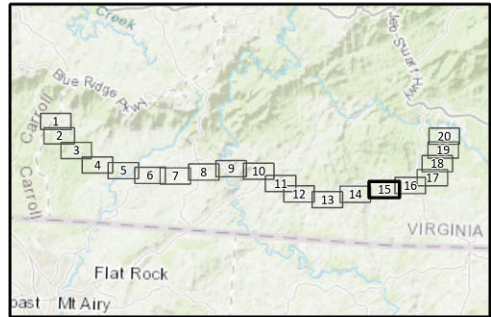 Creek
Jeb Stuart Hwy
Blue Ridge Pkwy
Carroll
Carroll
1
2
3
4
5
6
7
8
9
10
11
12
13
14
15
16
17
18
19
20
VIRGINIA
Flat Rock
oast Mt Airy